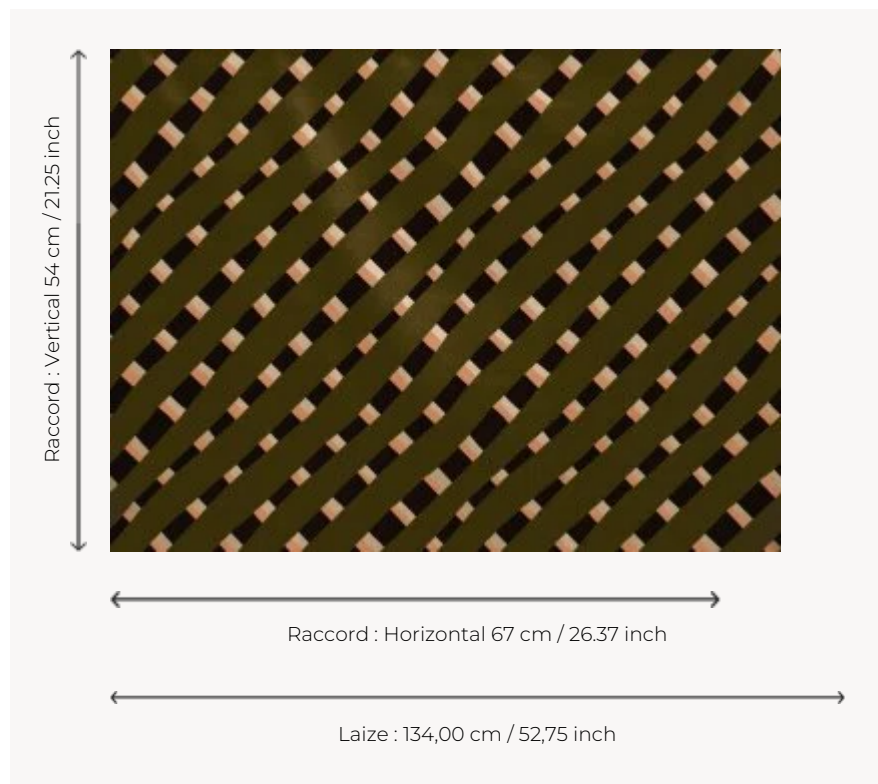 Raccord : Vertical 54 cm / 21.25 inch
Raccord : Horizontal 67 cm / 26.37 inch
Laize : 134,00 cm / 52,75 inch